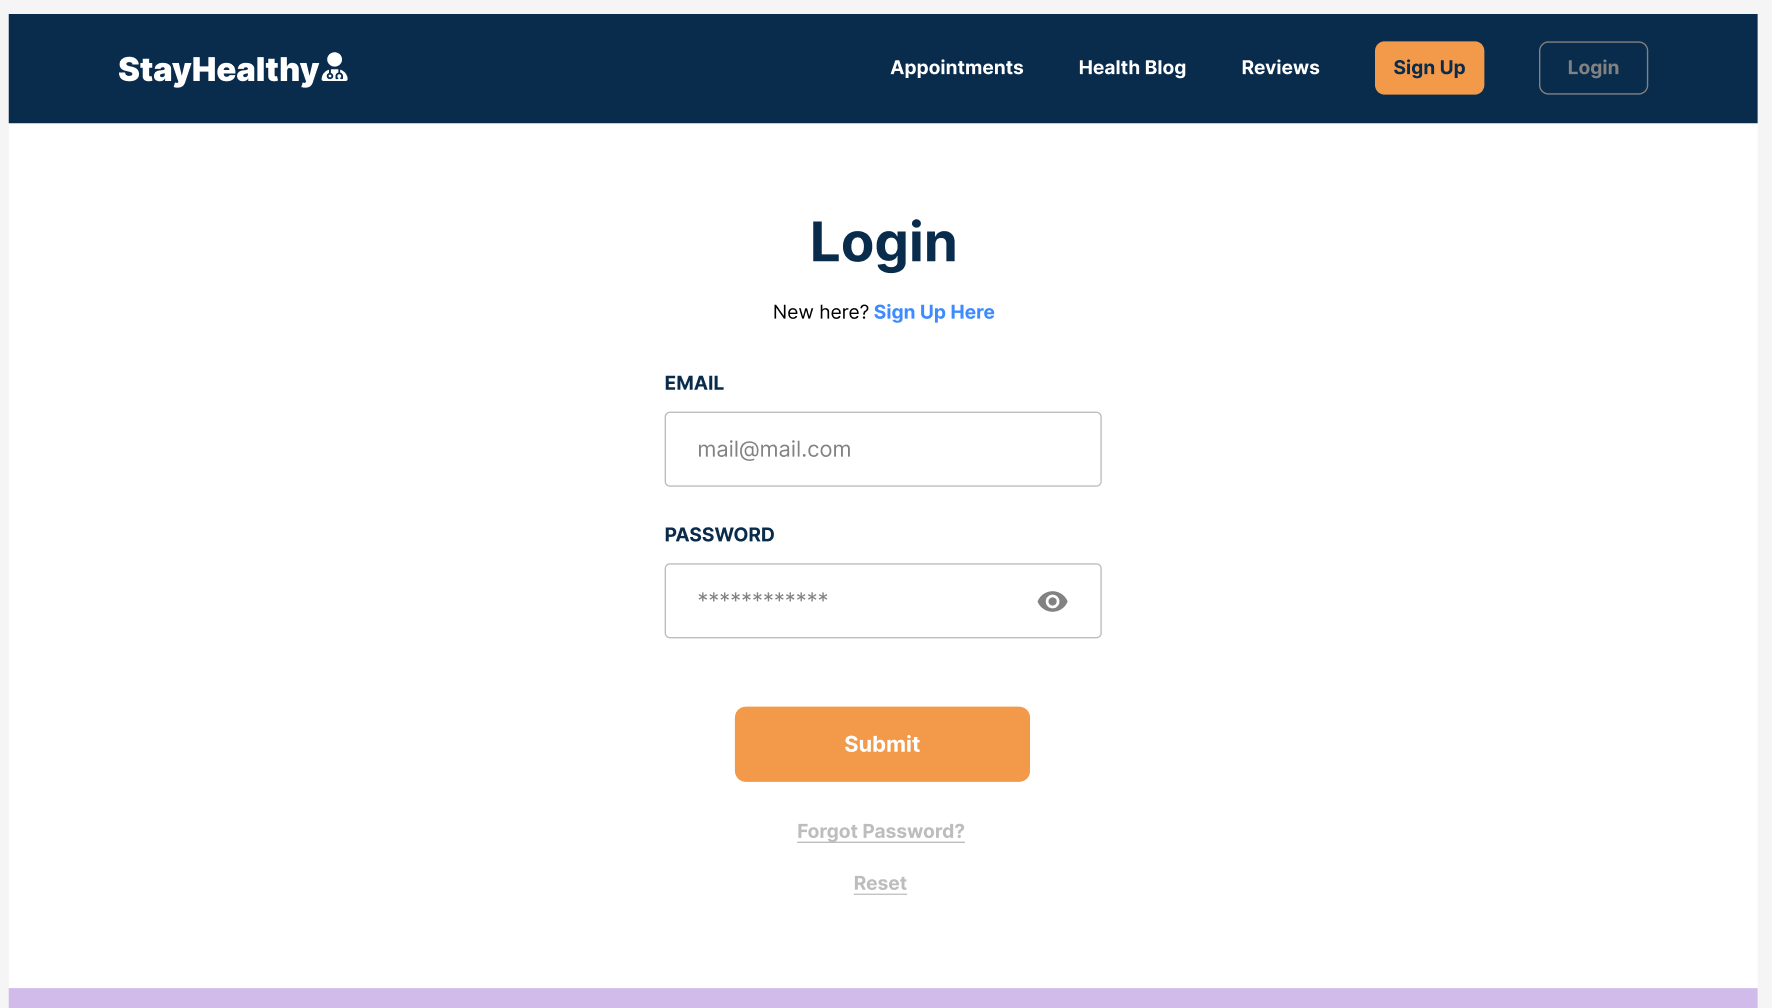 StayHealthy
Appointments Health Blog Reviews Sign Up Login
Login
New here? Sign Up Here
EMAIL
mail@mail.com
PASSWORD
************
Submit
Forgot Password?
Reset